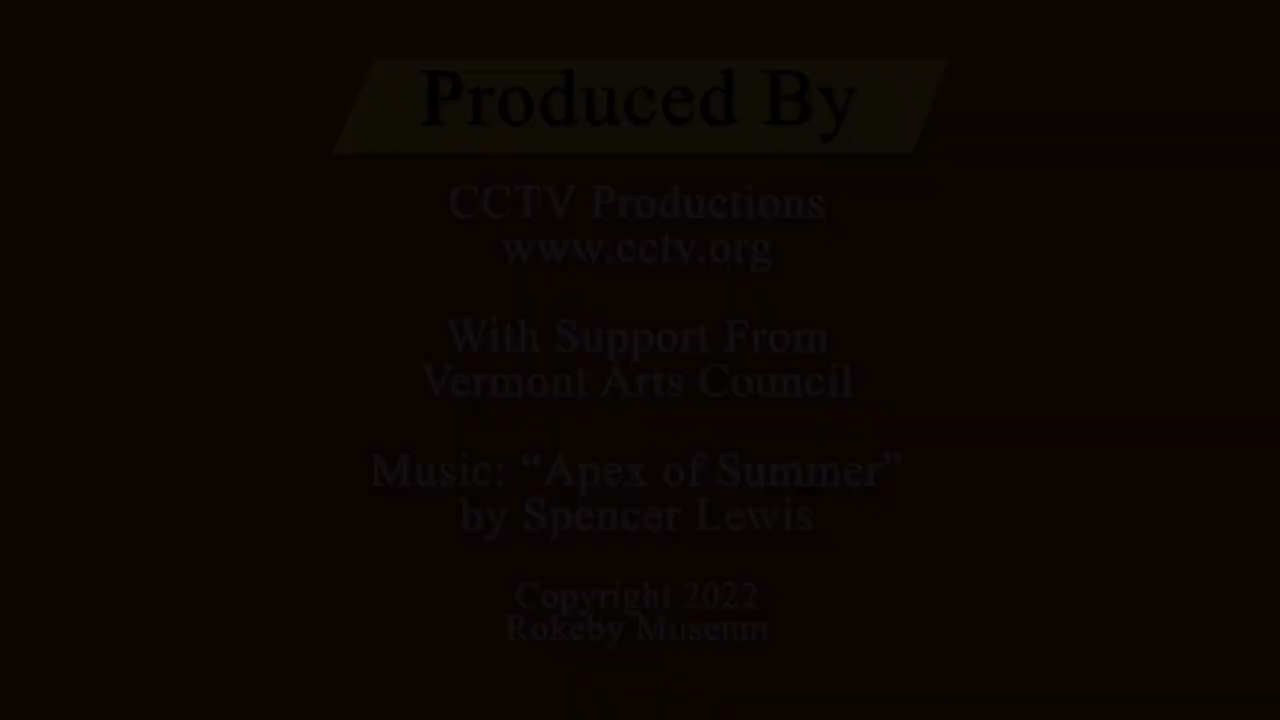 Produced By
CCTV Productions
www.cctv.org
With Support From
Vermont Arts Council
Music: “Apex of Summer”
by Spencer Lewis
Copyright 2022
Rokeby Museum